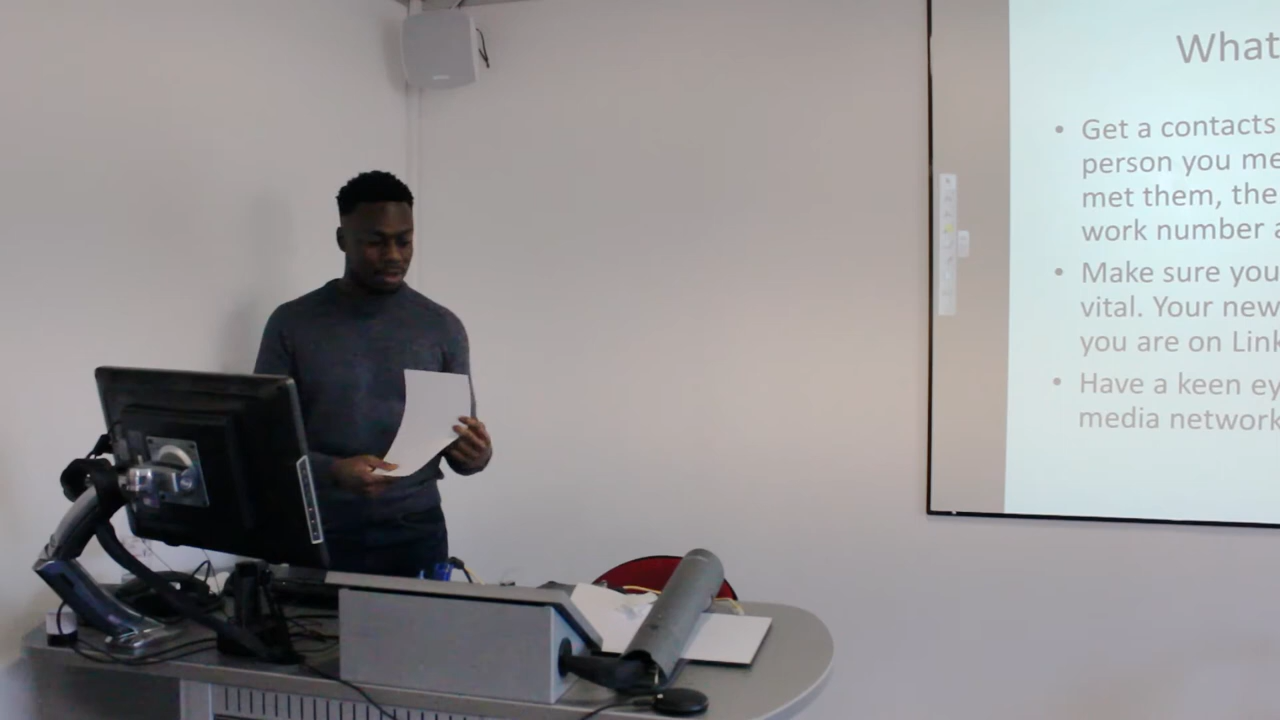 What
• Get a contacts
person you me
met them, the
work number a
• Make sure you
vital. Your new
you are on Link
• Have a keen ey
media network